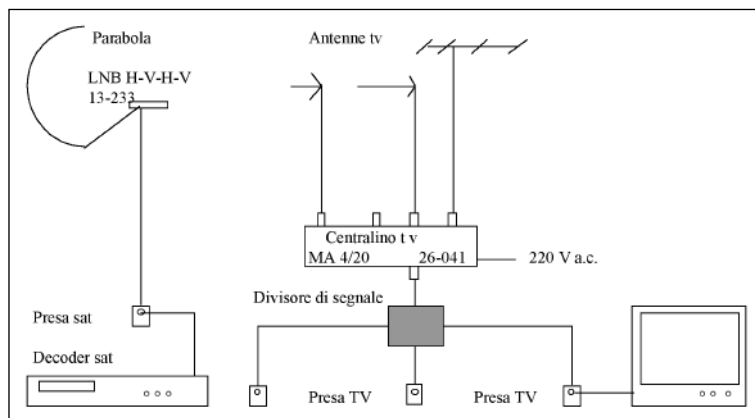 Parabola
Antenne tv
LNB H-V-H-V
13-233
Centralino t v
MA 4/20 26-041
220 V a.c.
Divisore di segnale
Presa sat
Decoder sat
Presa TV Presa TV